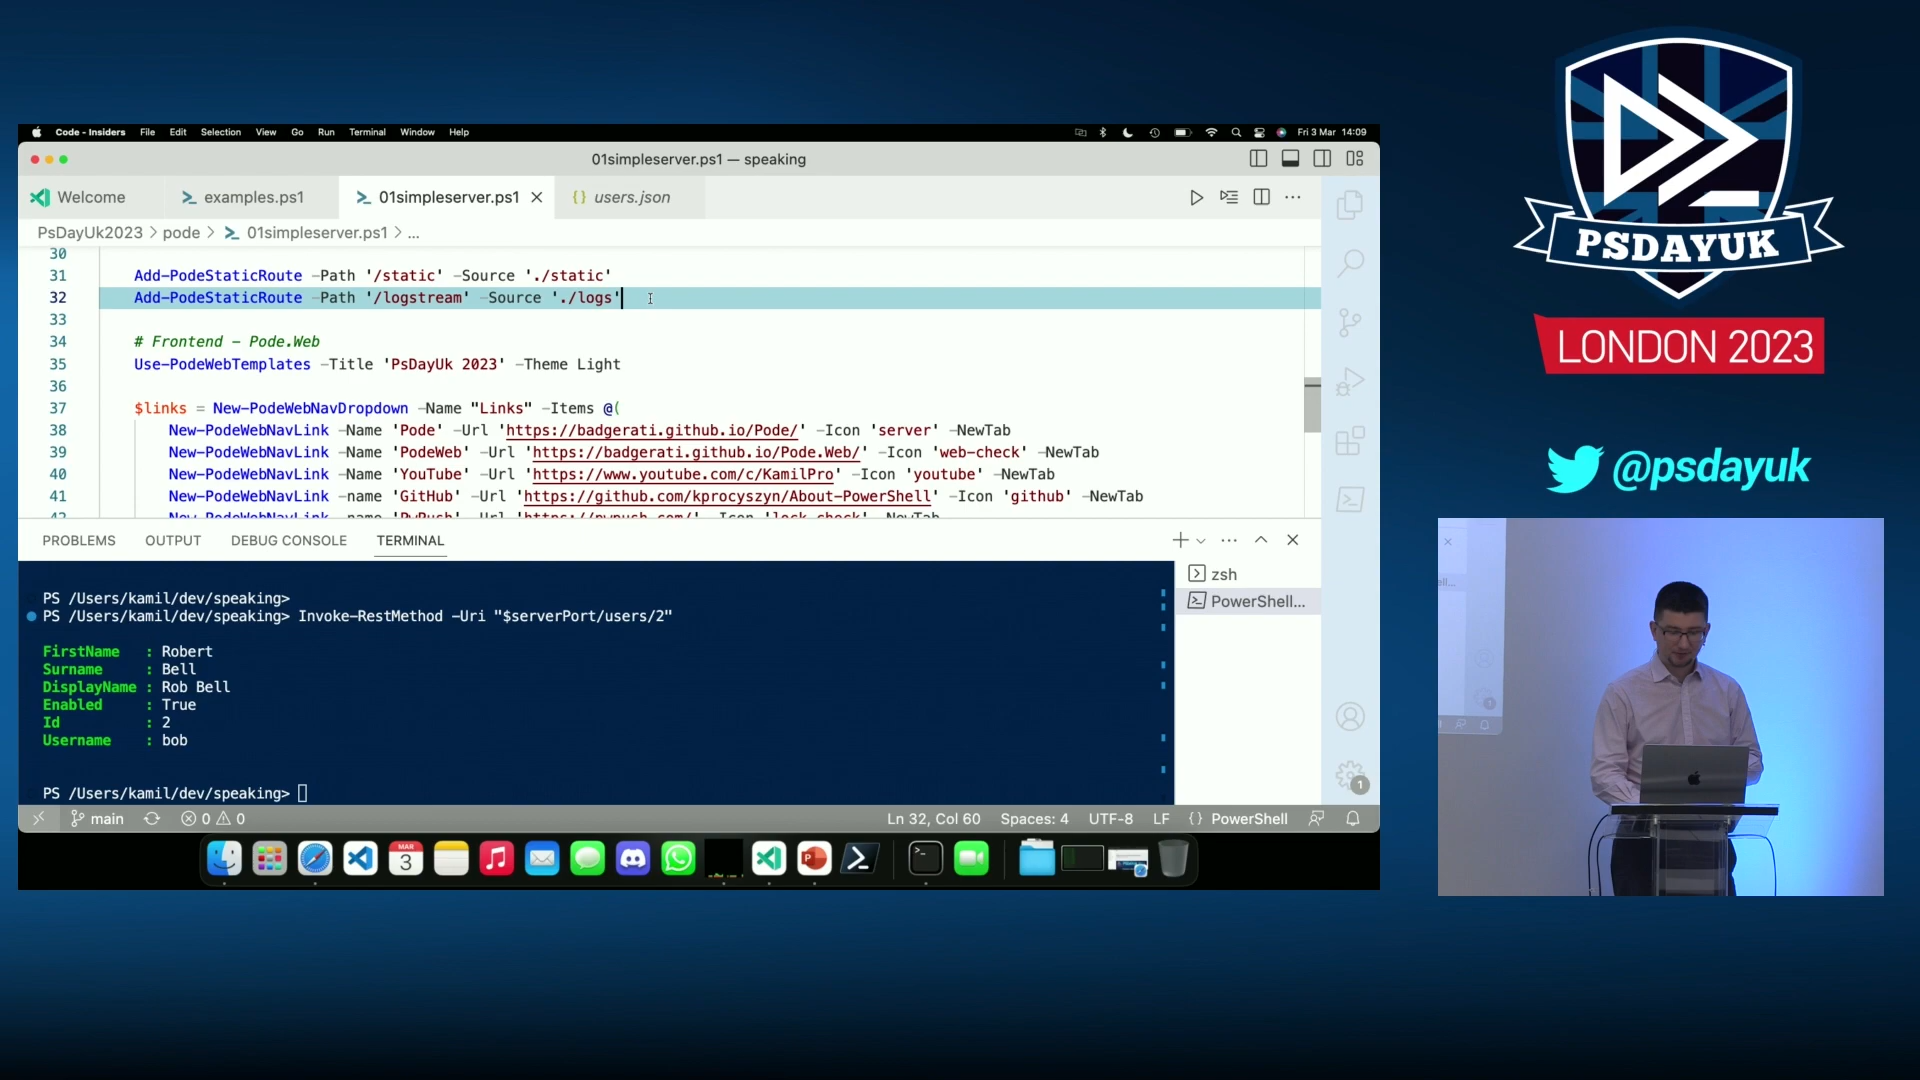 Code - Insiders File Edit Selection View Go Run Terminal Window Help
Fri 3 Mar 14:09
01simpleserver.ps1 — speaking
Welcome
examples.ps1
01simpleserver.ps1
{} users.json
PsDayUk2023 > pode > 01simpleserver.ps1 > ...
30
31 Add-PodeStaticRoute -Path '/static' -Source './static'
32 Add-PodeStaticRoute -Path '/logstream' -Source './logs'
33
34 # Frontend - Pode.Web
35 Use-PodeWebTemplates -Title 'PsDayUk 2023' -Theme Light
36
37 $links = New-PodeWebNavDropdown -Name "Links" -Items @(
38 New-PodeWebNavLink -Name 'Pode' -Url 'https://badgerati.github.io/Pode/' -Icon 'server' -NewTab
39 New-PodeWebNavLink -Name 'PodeWeb' -Url 'https://badgerati.github.io/Pode.Web/' -Icon 'web-check' -NewTab
40 New-PodeWebNavLink -Name 'YouTube' -Url 'https://www.youtube.com/c/KamilPro' -Icon 'youtube' -NewTab
41 New-PodeWebNavLink -name 'GitHub' -Url 'https://github.com/kprocyszyn/About-PowerShell' -Icon 'github' -NewTab
42 New-PodeWebNavLink -name 'PwPush' -Url 'https://pwpush.com/' -Icon 'lock-check' -NewTab
PROBLEMS OUTPUT DEBUG CONSOLE TERMINAL
zsh
PowerShell...
PS /Users/kamil/dev/speaking>
PS /Users/kamil/dev/speaking> Invoke-RestMethod -Uri "$serverPort/users/2"
FirstName : Robert
Surname : Bell
DisplayName : Rob Bell
Enabled : True
Id : 2
Username : bob
PS /Users/kamil/dev/speaking>
1
main 0 0 Ln 32, Col 60 Spaces: 4 UTF-8 LF {} PowerShell
MAR
3
PSDAYUK
LONDON 2023
@psdayuk